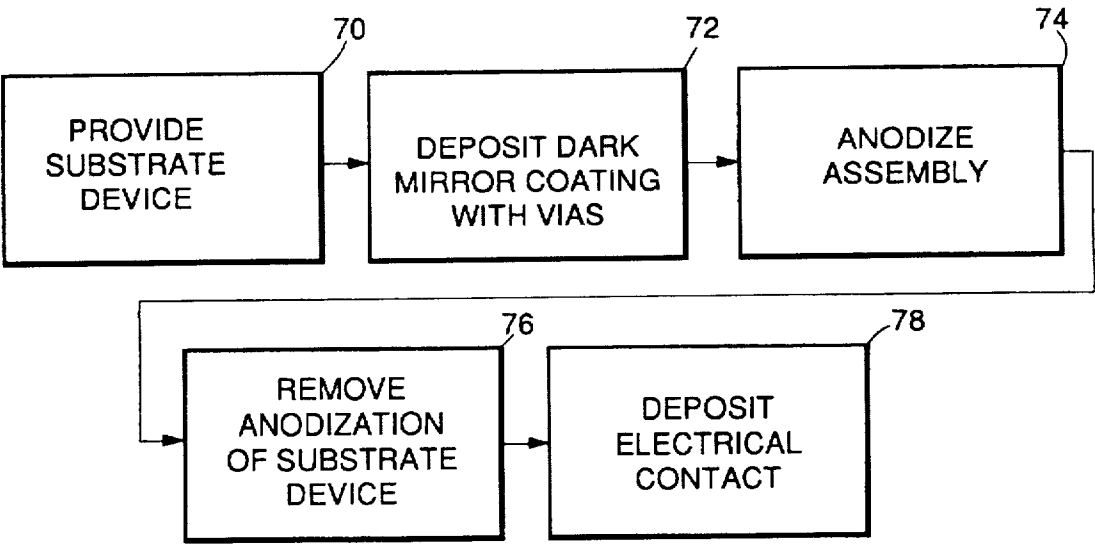 70
PROVIDE
SUBSTRATE
DEVICE
72
DEPOSIT DARK
MIRROR COATING
WITH VIAS
74
ANODIZE
ASSEMBLY
76
REMOVE
ANODIZATION
OF SUBSTRATE
DEVICE
78
DEPOSIT
ELECTRICAL
CONTACT